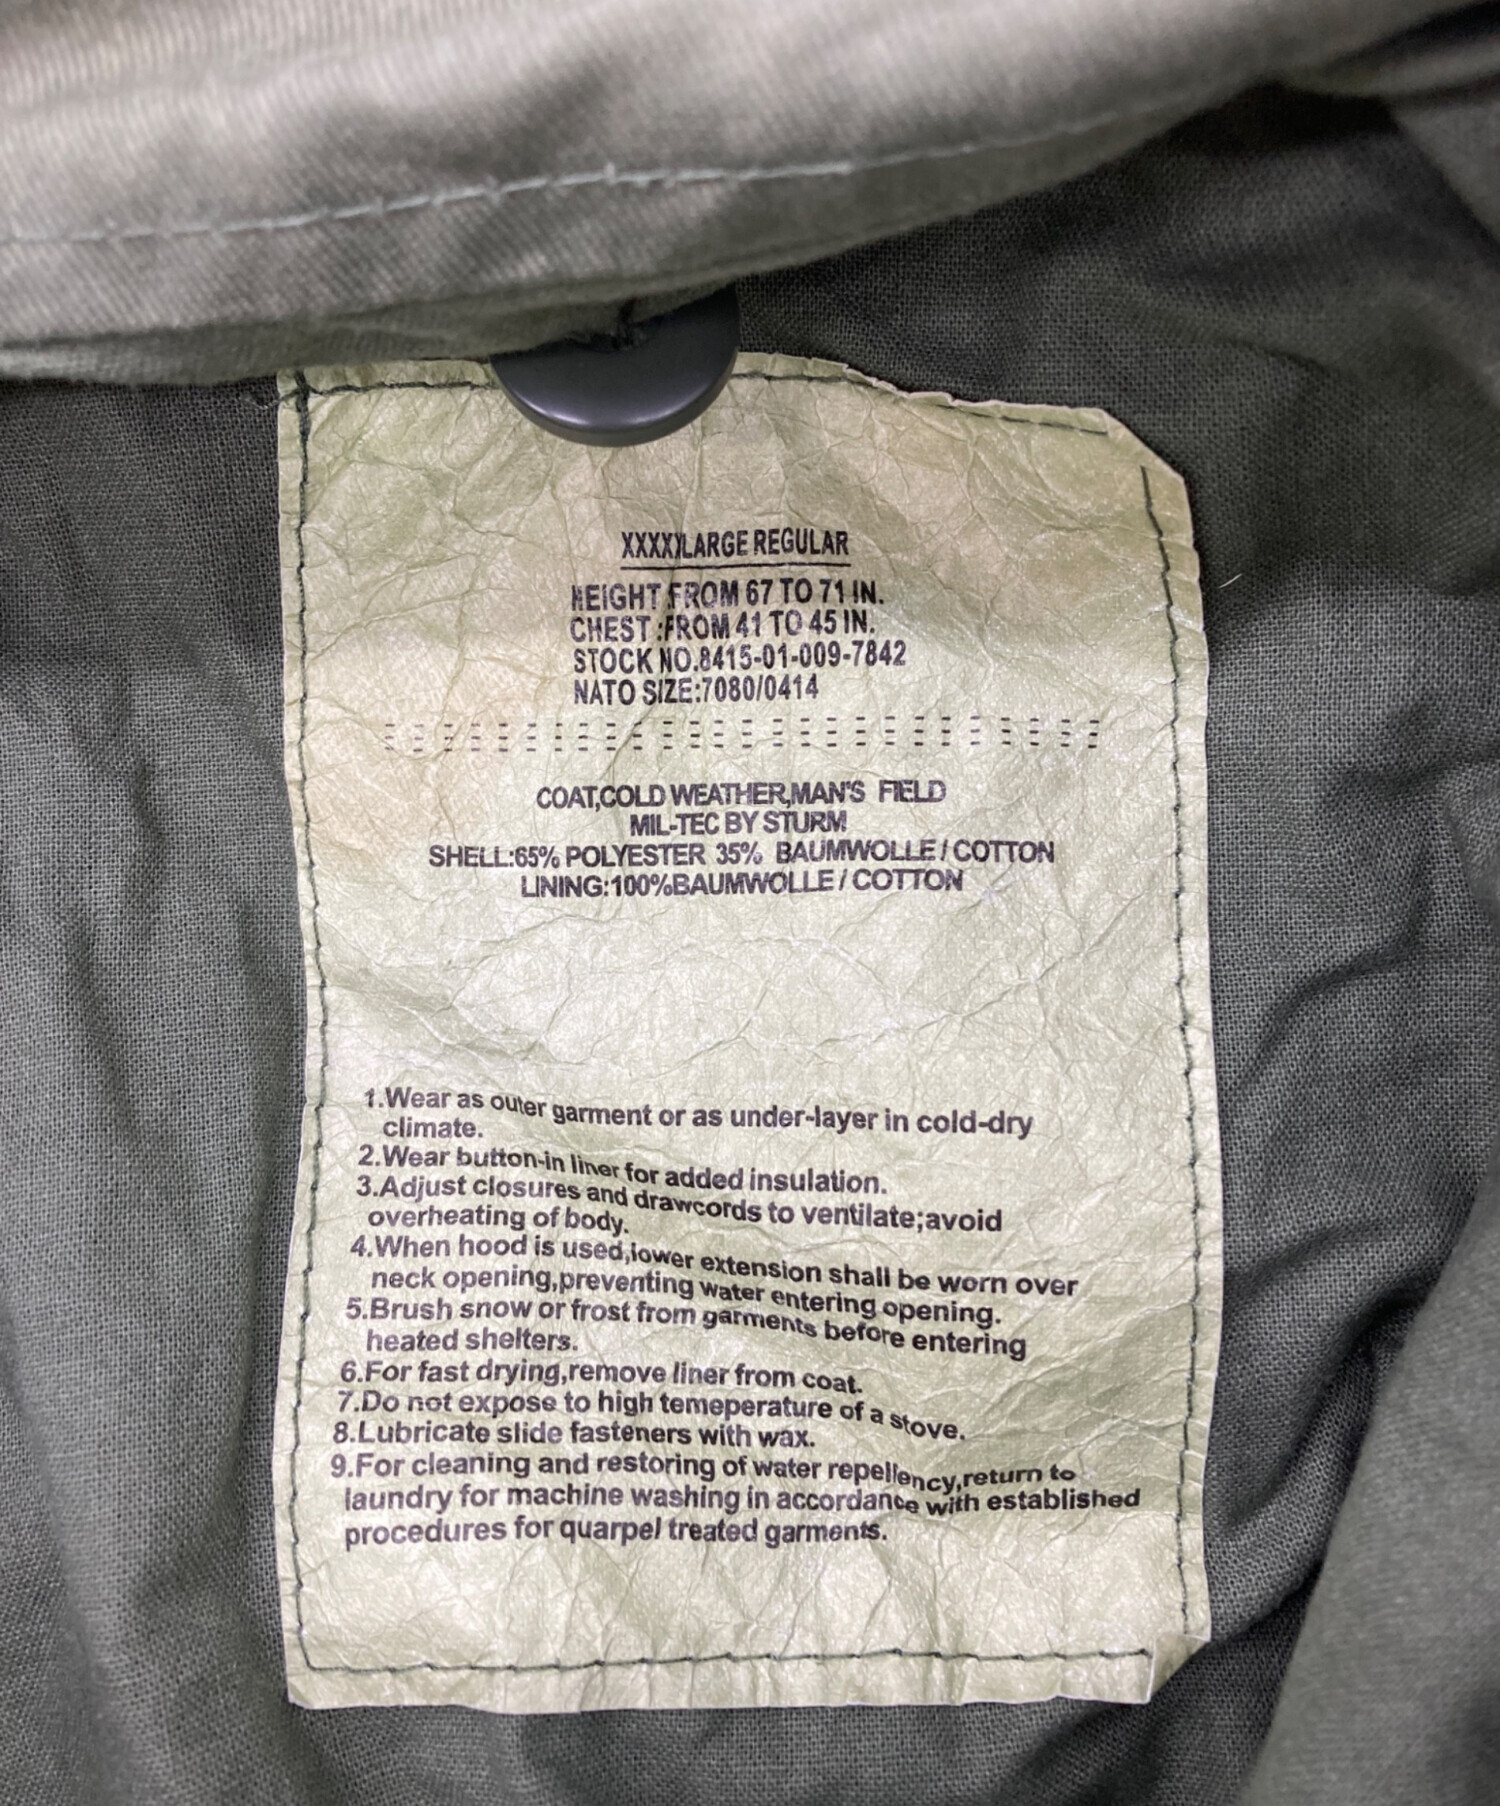 XXXXXLARGE REGULAR
HEIGHT FROM 67 TO 71 IN.
CHEST :FROM 41 TO 45 IN.
STOCK NO.8415-01-009-7842
NATO SIZE:7080/0414
COAT,COLD WEATHER,MAN'S FIELD
MIL-TEC BY STURM
SHELL:65% POLYESTER 35% BAUMWOLLE / COTTON
LINING:100%BAUMWOLLE / COTTON
1.Wear as outer garment or as under-layer in cold-dry
climate.
2.Wear button-in liner for added insulation.
3.Adjust closures and drawcords to ventilate;avoid
overheating of body.
4.When hood is used,lower extension shall be worn over
neck opening,preventing water entering opening.
5.Brush snow or frost from garments before entering
heated shelters.
6.For fast drying,remove liner from coat.
7.Do not expose to high temeperature of a stove.
8.Lubricate slide fasteners with wax.
9.For cleaning and restoring of water repellency,return to
laundry for machine washing in accordance with established
procedures for quarpel treated garments.